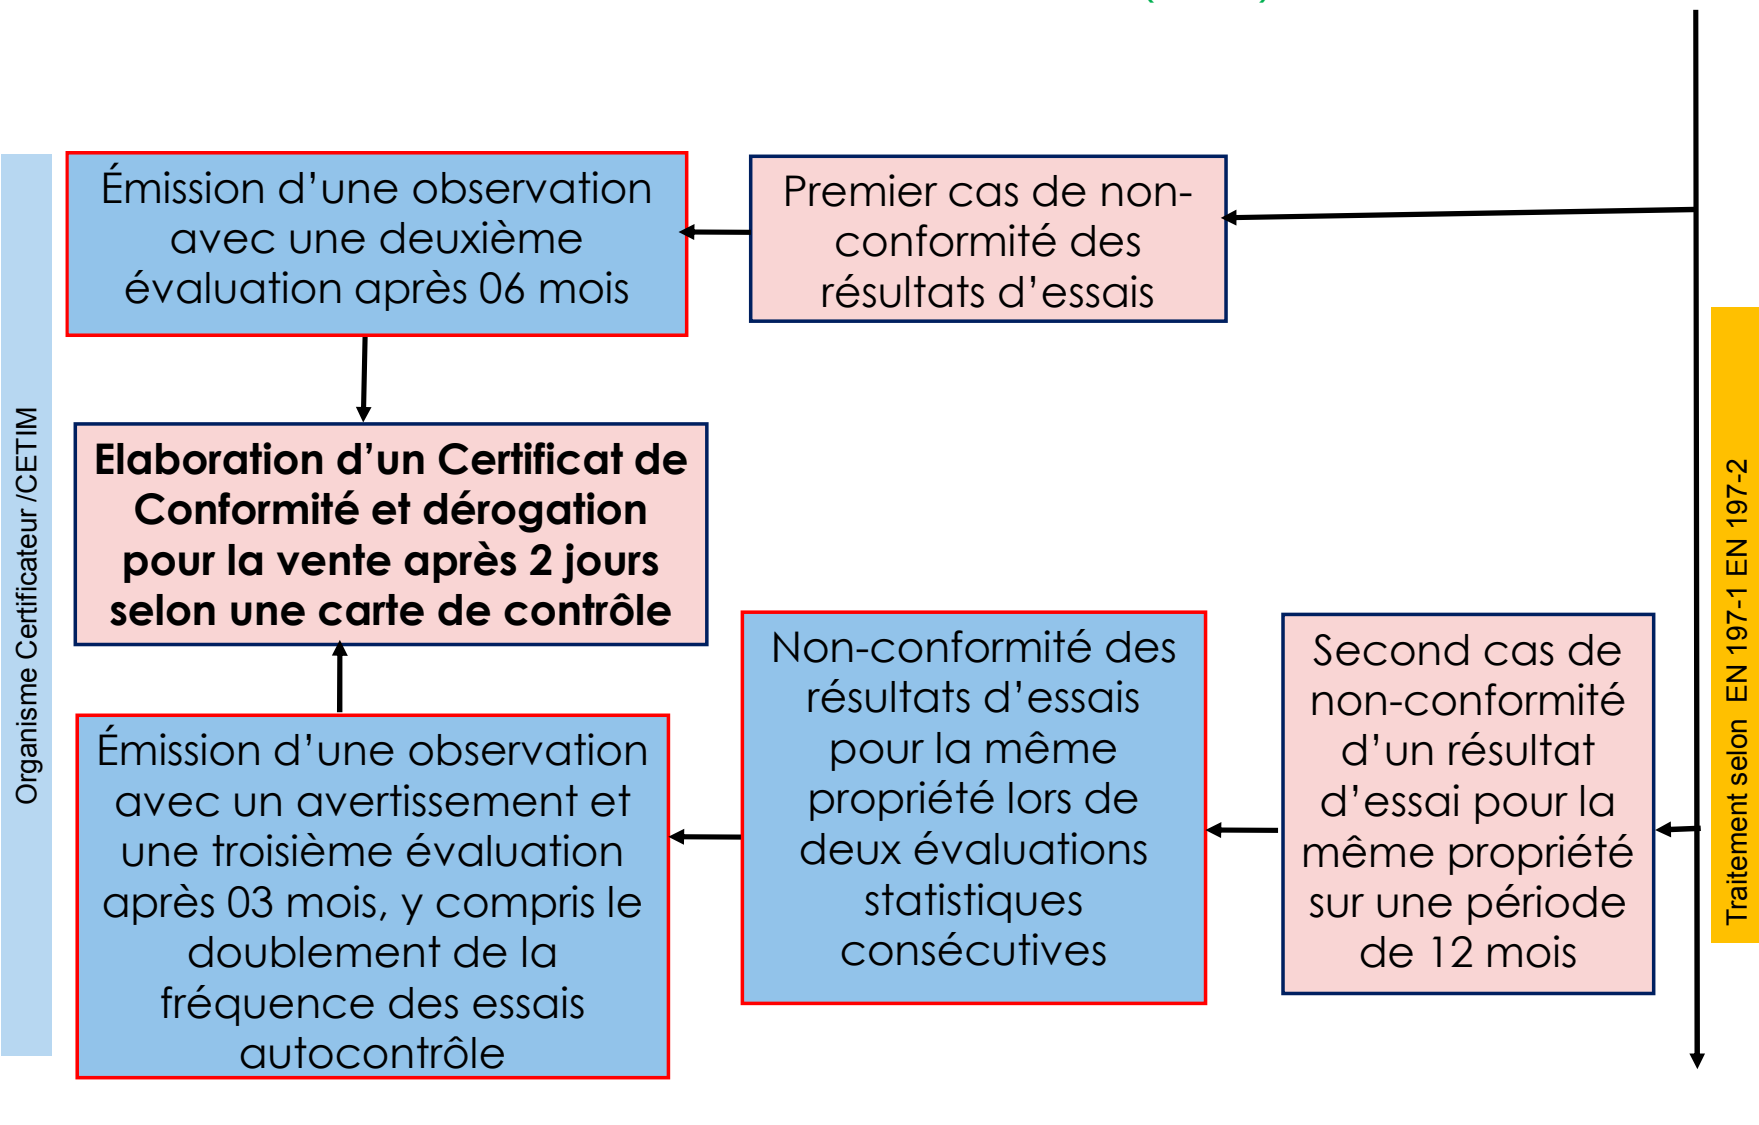 Émission d’une observation
avec une deuxième
évaluation après 06 mois
Premier cas de non-
conformité des
résultats d’essais
Organisme Certificateur /CETIM
Elaboration d’un Certificat de
Conformité et dérogation
pour la vente après 2 jours
selon une carte de contrôle
Traitement selon EN 197-1 EN 197-2
Non-conformité des
résultats d’essais
pour la même
propriété lors de
deux évaluations
statistiques
consécutives
Second cas de
non-conformité
d’un résultat
d’essai pour la
même propriété
sur une période
de 12 mois
Émission d’une observation
avec un avertissement et
une troisième évaluation
après 03 mois, y compris le
doublement de la
fréquence des essais
autocontrôle